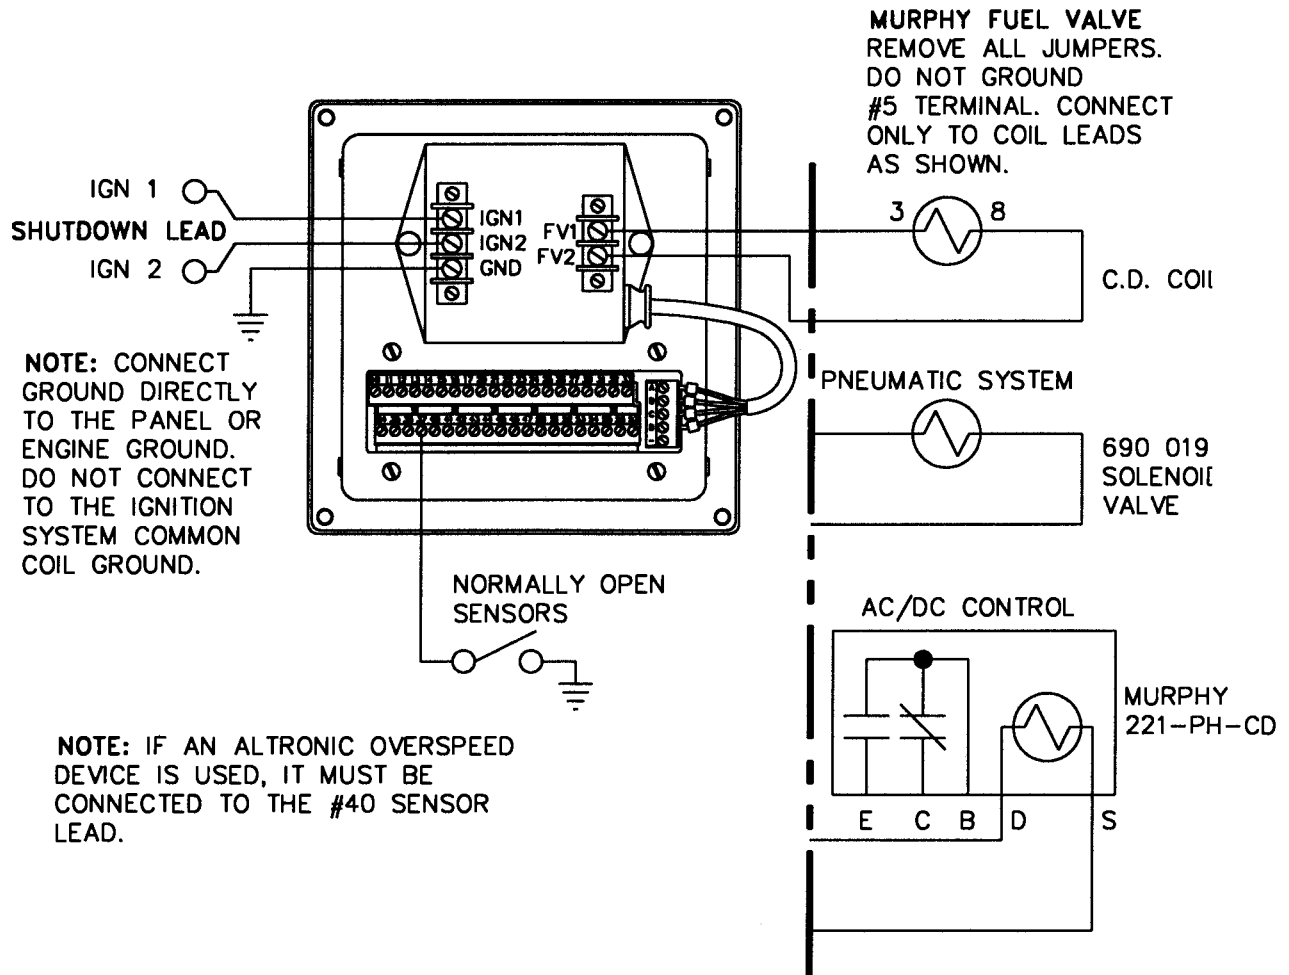 MURPHY FUEL VALVE
REMOVE ALL JUMPERS.
DO NOT GROUND
#5 TERMINAL. CONNECT
ONLY TO COIL LEADS
AS SHOWN.
IGN 1
SHUTDOWN LEAD
IGN 2
IGN1
IGN2
GND
FV1
FV2
3 8
C.D. COIL
NOTE: CONNECT
GROUND DIRECTLY
TO THE PANEL OR
ENGINE GROUND.
DO NOT CONNECT
TO THE IGNITION
SYSTEM COMMON
COIL GROUND.
PNEUMATIC SYSTEM
690 019
SOLENOID
VALVE
NORMALLY OPEN
SENSORS
AC/DC CONTROL
MURPHY
221-PH-CD
E C B D S
NOTE: IF AN ALTRONIC OVERSPEED
DEVICE IS USED, IT MUST BE
CONNECTED TO THE #40 SENSOR
LEAD.